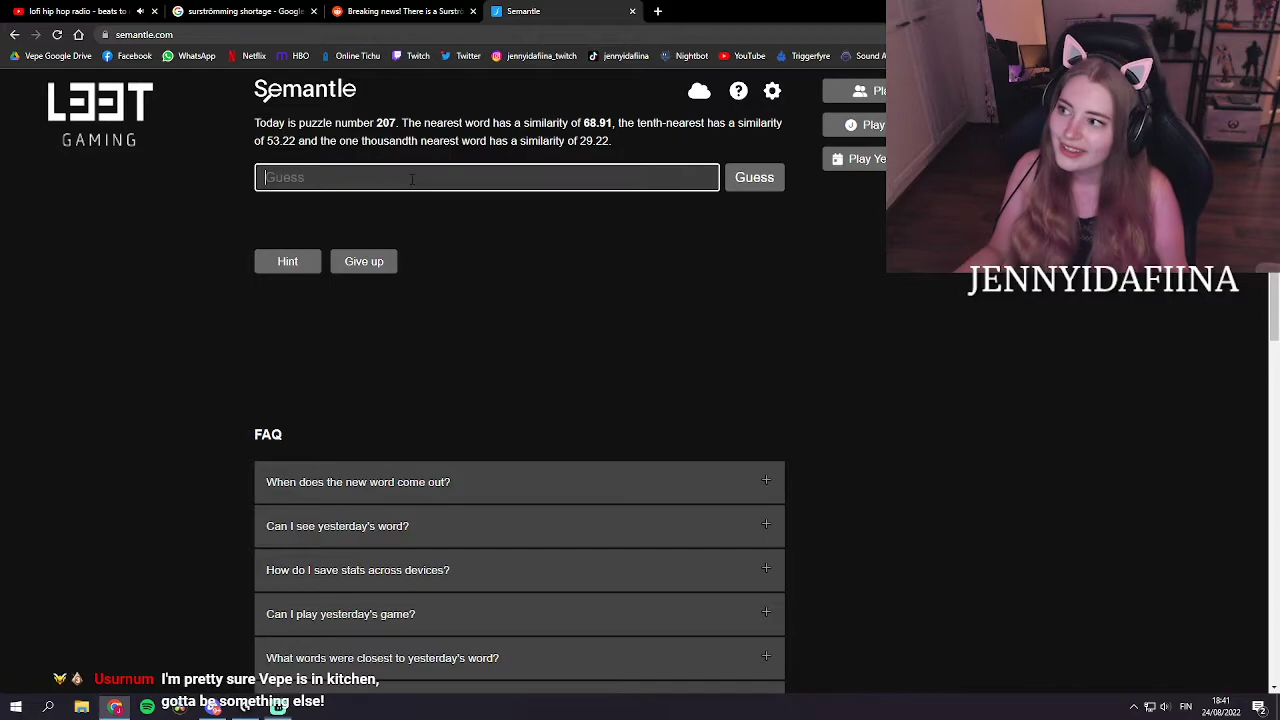 lofi hip hop radio - beats to
surströmming shortage - Google
Breaking news! There is a Surstro
Semantle
semantle.com
Vepe Google Drive
Facebook
WhatsApp
Netflix
HBO
Online Tichu
Twitch
Twitter
jennyidafiina_twitch
jennyidafiina
Nightbot
YouTube
Triggerfyre
Sound A
L33T
GAMING
Semantle
Today is puzzle number 207. The nearest word has a similarity of 68.91, the tenth-nearest has a similarity
of 53.22 and the one thousandth nearest word has a similarity of 29.22.
Guess
Guess
Hint
Give up
Pla
Play
Play Ye
JENNYIDAFIINA
FAQ
When does the new word come out?
Can I see yesterday's word?
How do I save stats across devices?
Can I play yesterday's game?
What words were closest to yesterday's word?
Usurnum I'm pretty sure Vepe is in kitchen,
gotta be something else!
FIN
18:41
24/08/2022